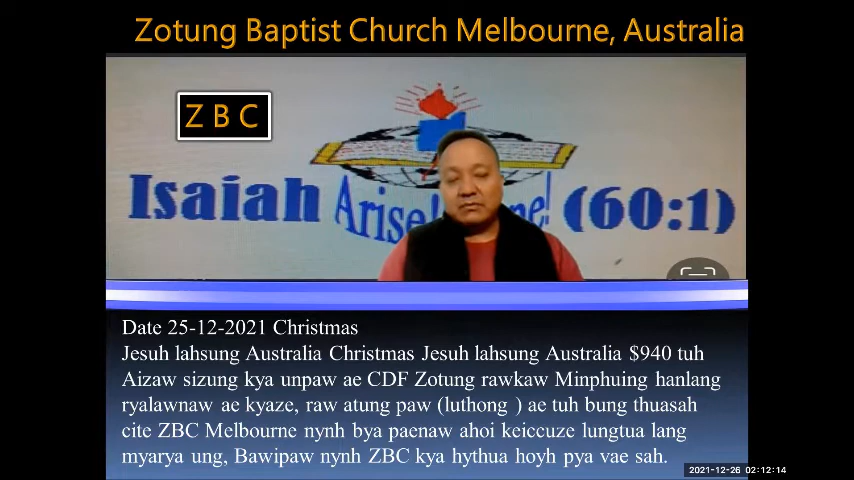 Zotung Baptist Church Melbourne, Australia
Z B C
Isaiah Arise! (60:1)
Date 25-12-2021 Christmas
Jesuh lahsung Australia Christmas Jesuh lahsung Australia $940 tuh
Aizaw sizung kya unpaw ae CDF Zotung rawkaw Minphuing hanlang
ryalawnaw ae kyaze, raw atung paw (luthong ) ae tuh bung thuasah
cite ZBC Melbourne nynh bya paenaw ahoi keiccuze lungtua lang
myarya ung, Bawipaw nynh ZBC kya hythua hoyh pya vae sah.
2021-12-26 02:12:14